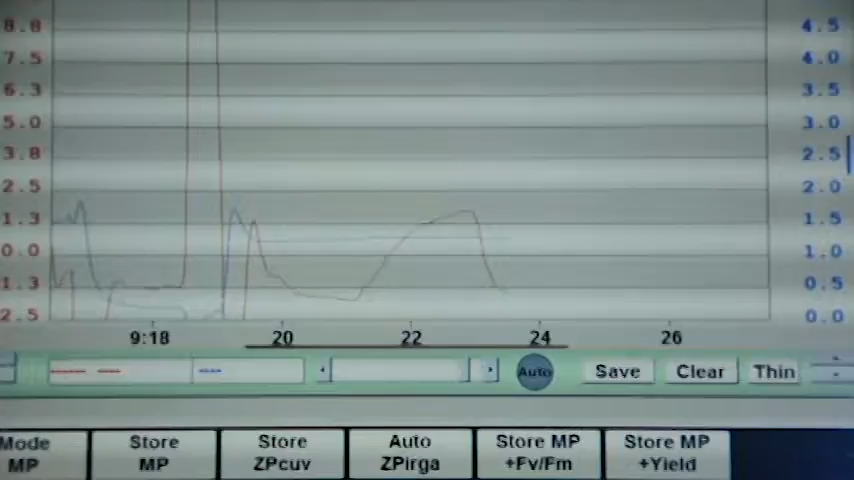 8.8 4.5
7.5 4.0
6.3 3.5
5.0 3.0
3.8 2.5
2.5 2.0
1.3 1.5
0.0 1.0
1.3 0.5
2.5 0.0
9:18 20 22 24 26
Auto Save Clear Thin
Mode Store Store Auto Store MP Store MP
MP MP ZPcuv ZPirga +Fv/Fm +Yield